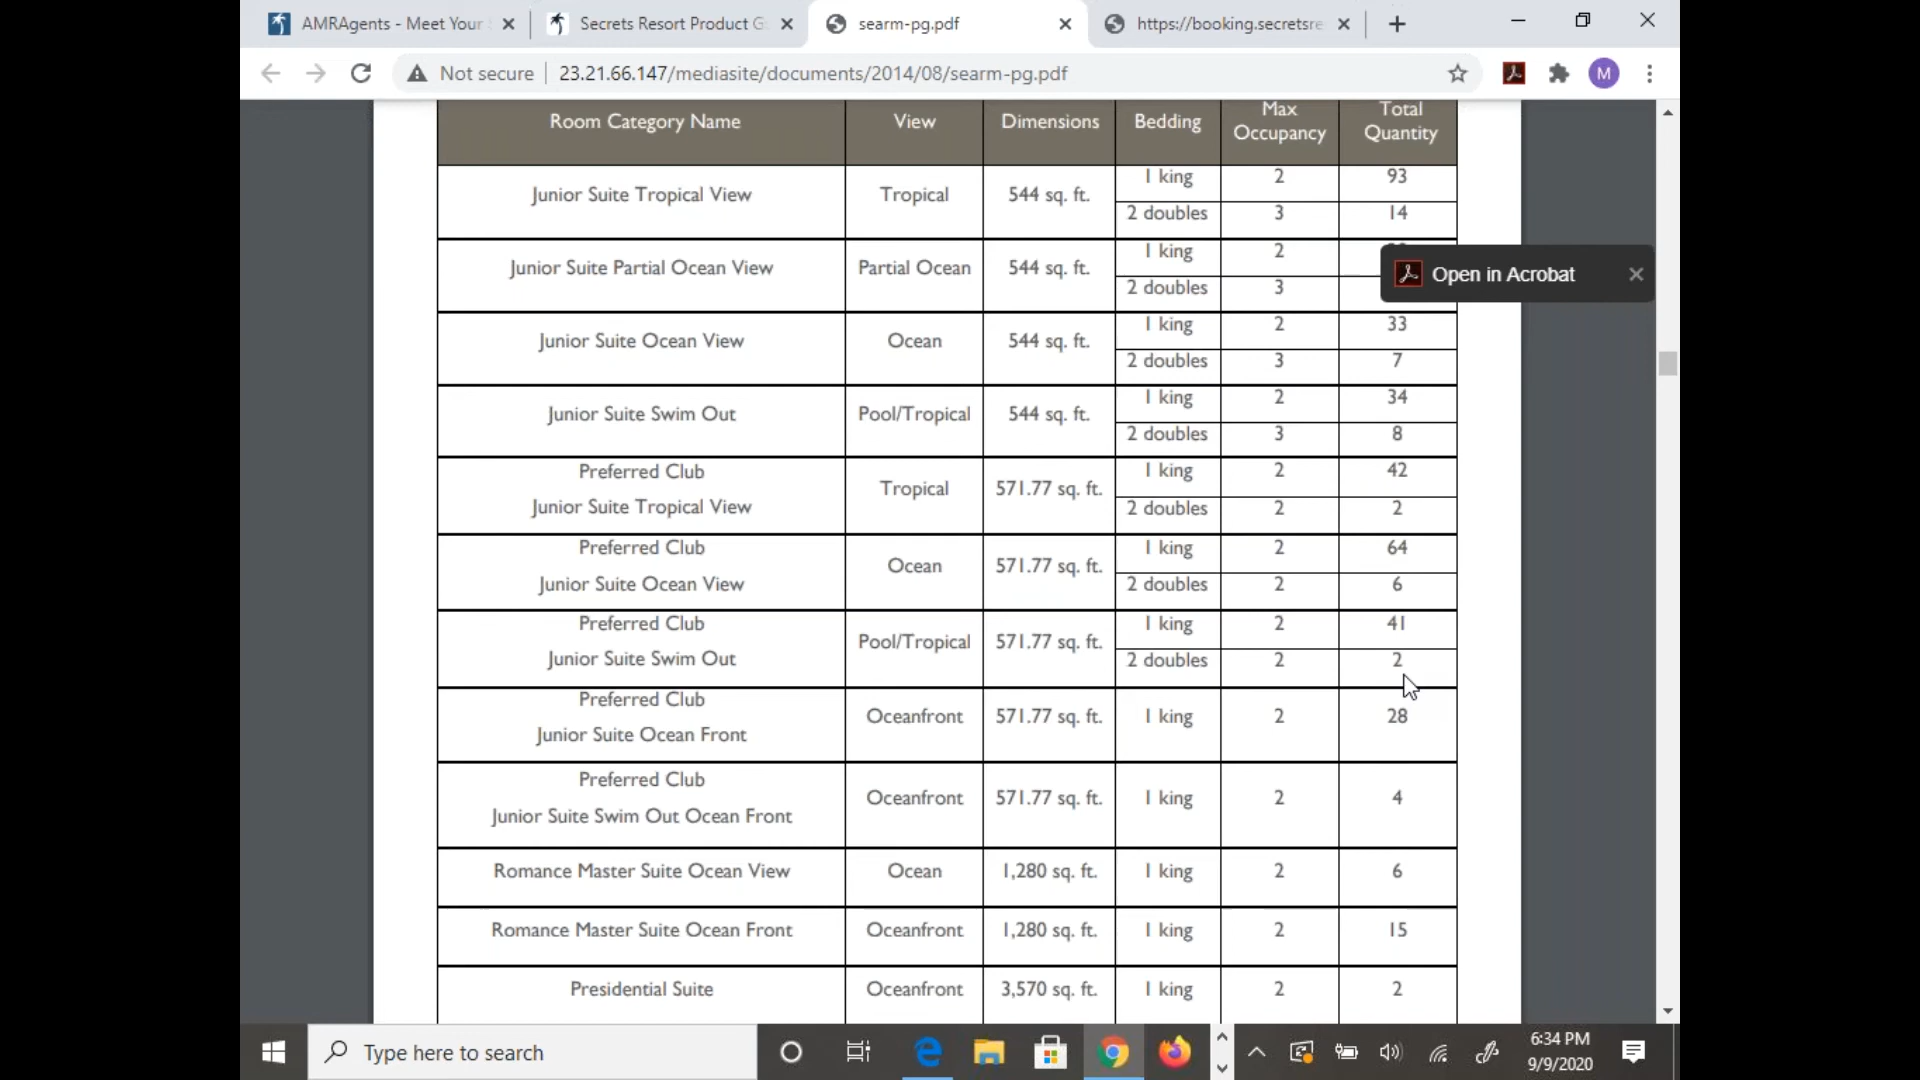 AMRAgents - Meet Your
Secrets Resort Product G
searm-pg.pdf
https://booking.secretsre
Not secure
23.21.66.147/mediasite/documents/2014/08/searm-pg.pdf
M
Room Category Name View Dimensions Bedding Max Occupancy Total Quantity
Junior Suite Tropical View Tropical 544 sq. ft. 1 king 2 93
2 doubles 3 14
Junior Suite Partial Ocean View Partial Ocean 544 sq. ft. 1 king 2
2 doubles 3
Open in Acrobat
Junior Suite Ocean View Ocean 544 sq. ft. 1 king 2 33
2 doubles 3 7
Junior Suite Swim Out Pool/Tropical 544 sq. ft. 1 king 2 34
2 doubles 3 8
Preferred Club
Junior Suite Tropical View Tropical 571.77 sq. ft. 1 king 2 42
2 doubles 2 2
Preferred Club
Junior Suite Ocean View Ocean 571.77 sq. ft. 1 king 2 64
2 doubles 2 6
Preferred Club
Junior Suite Swim Out Pool/Tropical 571.77 sq. ft. 1 king 2 41
2 doubles 2 2
Preferred Club
Junior Suite Ocean Front Oceanfront 571.77 sq. ft. 1 king 2 28
Preferred Club
Junior Suite Swim Out Ocean Front Oceanfront 571.77 sq. ft. 1 king 2 4
Romance Master Suite Ocean View Ocean 1,280 sq. ft. 1 king 2 6
Romance Master Suite Ocean Front Oceanfront 1,280 sq. ft. 1 king 2 15
Presidential Suite Oceanfront 3,570 sq. ft. 1 king 2 2
Type here to search
6:34 PM
9/9/2020